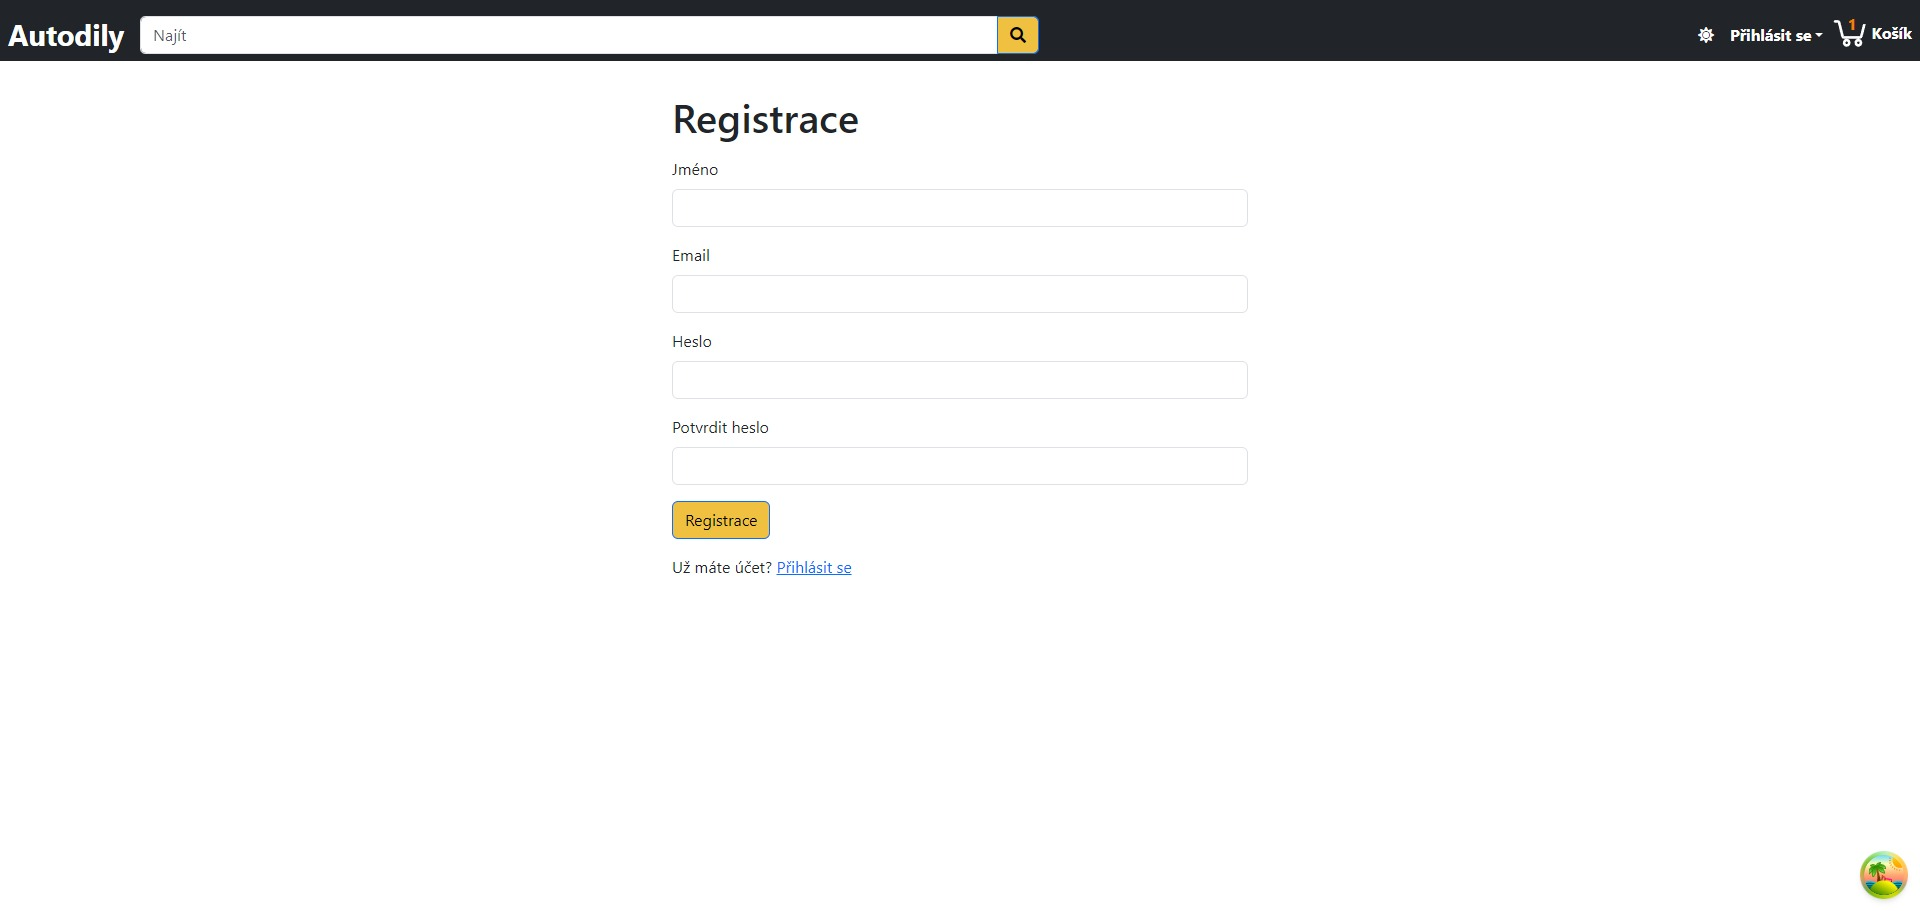 Autodily
Najít
Přihlásit se
1
Košík
Registrace
Jméno
Email
Heslo
Potvrdit heslo
Registrace
Už máte účet? Přihlásit se